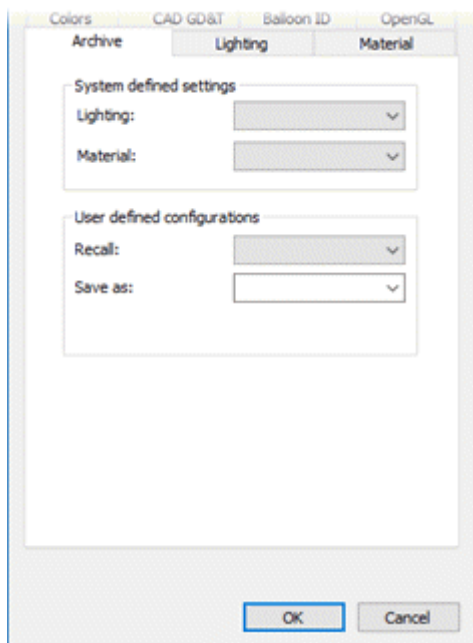 Colors CAD GD&T Balloon ID OpenGL
Archive Lighting Material
System defined settings
Lighting:
Material:
User defined configurations
Recall:
Save as:
OK Cancel